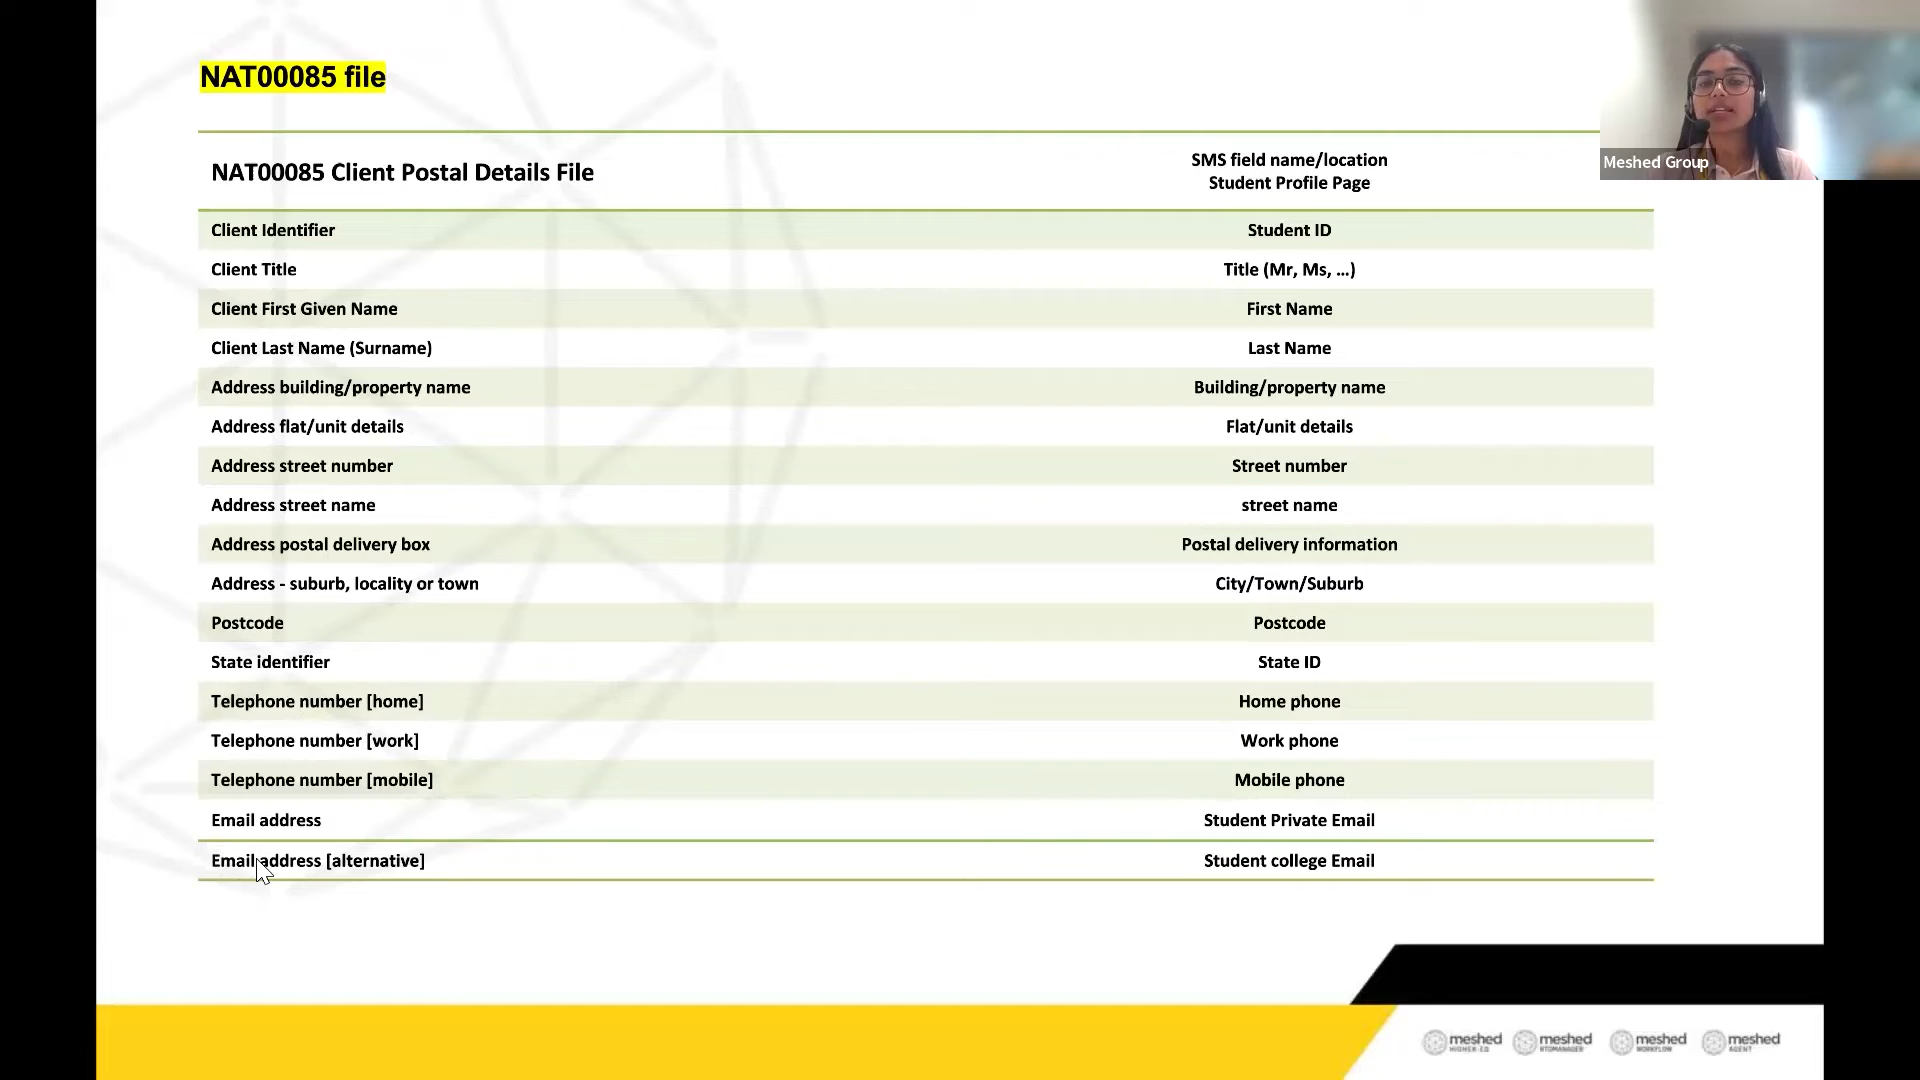 NAT00085 file
NAT00085 Client Postal Details File
SMS field name/location
Student Profile Page
Meshed Group
Client Identifier Student ID
Client Title Title (Mr, Ms, ...)
Client First Given Name First Name
Client Last Name (Surname) Last Name
Address building/property name Building/property name
Address flat/unit details Flat/unit details
Address street number Street number
Address street name street name
Address postal delivery box Postal delivery information
Address - suburb, locality or town City/Town/Suburb
Postcode Postcode
State identifier State ID
Telephone number [home] Home phone
Telephone number [work] Work phone
Telephone number [mobile] Mobile phone
Email address Student Private Email
Email address [alternative] Student college Email
meshed meshed meshed meshed
HIGHER-ED RTOMANAGER WORKFLOW AGENT